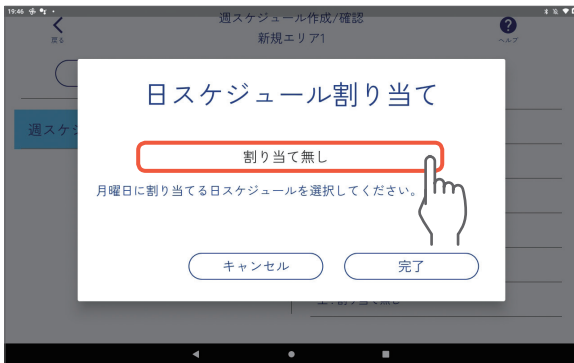 19:46
週スケジュール作成/確認
戻る
新規エリア1
ヘルプ
日スケジュール割り当て
週スケジ
割り当て無し
月曜日に割り当てる日スケジュールを選択してください。
キャンセル
完了